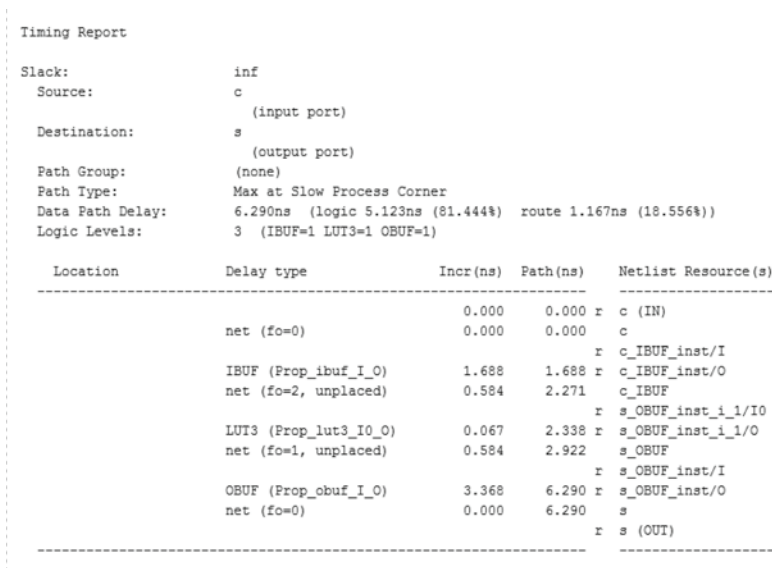 Timing Report
Slack: inf
Source: c
(input port)
Destination: s
(output port)
Path Group: (none)
Path Type: Max at Slow Process Corner
Data Path Delay: 6.290ns (logic 5.123ns (81.444%) route 1.167ns (18.556%))
Logic Levels: 3 (IBUF=1 LUT3=1 OBUF=1)
Location Delay type Incr(ns) Path(ns) Netlist Resource(s)
------------------------------------------------------------------- -------------------
0.000 0.000 r c (IN)
net (fo=0) 0.000 0.000 c
r c_IBUF_inst/I
IBUF (Prop_ibuf_I_O) 1.688 1.688 r c_IBUF_inst/O
net (fo=2, unplaced) 0.584 2.271 c_IBUF
r s_OBUF_inst_i_1/I0
LUT3 (Prop_lut3_I0_O) 0.067 2.338 r s_OBUF_inst_i_1/O
net (fo=1, unplaced) 0.584 2.922 s_OBUF
r s_OBUF_inst/I
OBUF (Prop_obuf_I_O) 3.368 6.290 r s_OBUF_inst/O
net (fo=0) 0.000 6.290 s
r s (OUT)
------------------------------------------------------------------- -------------------